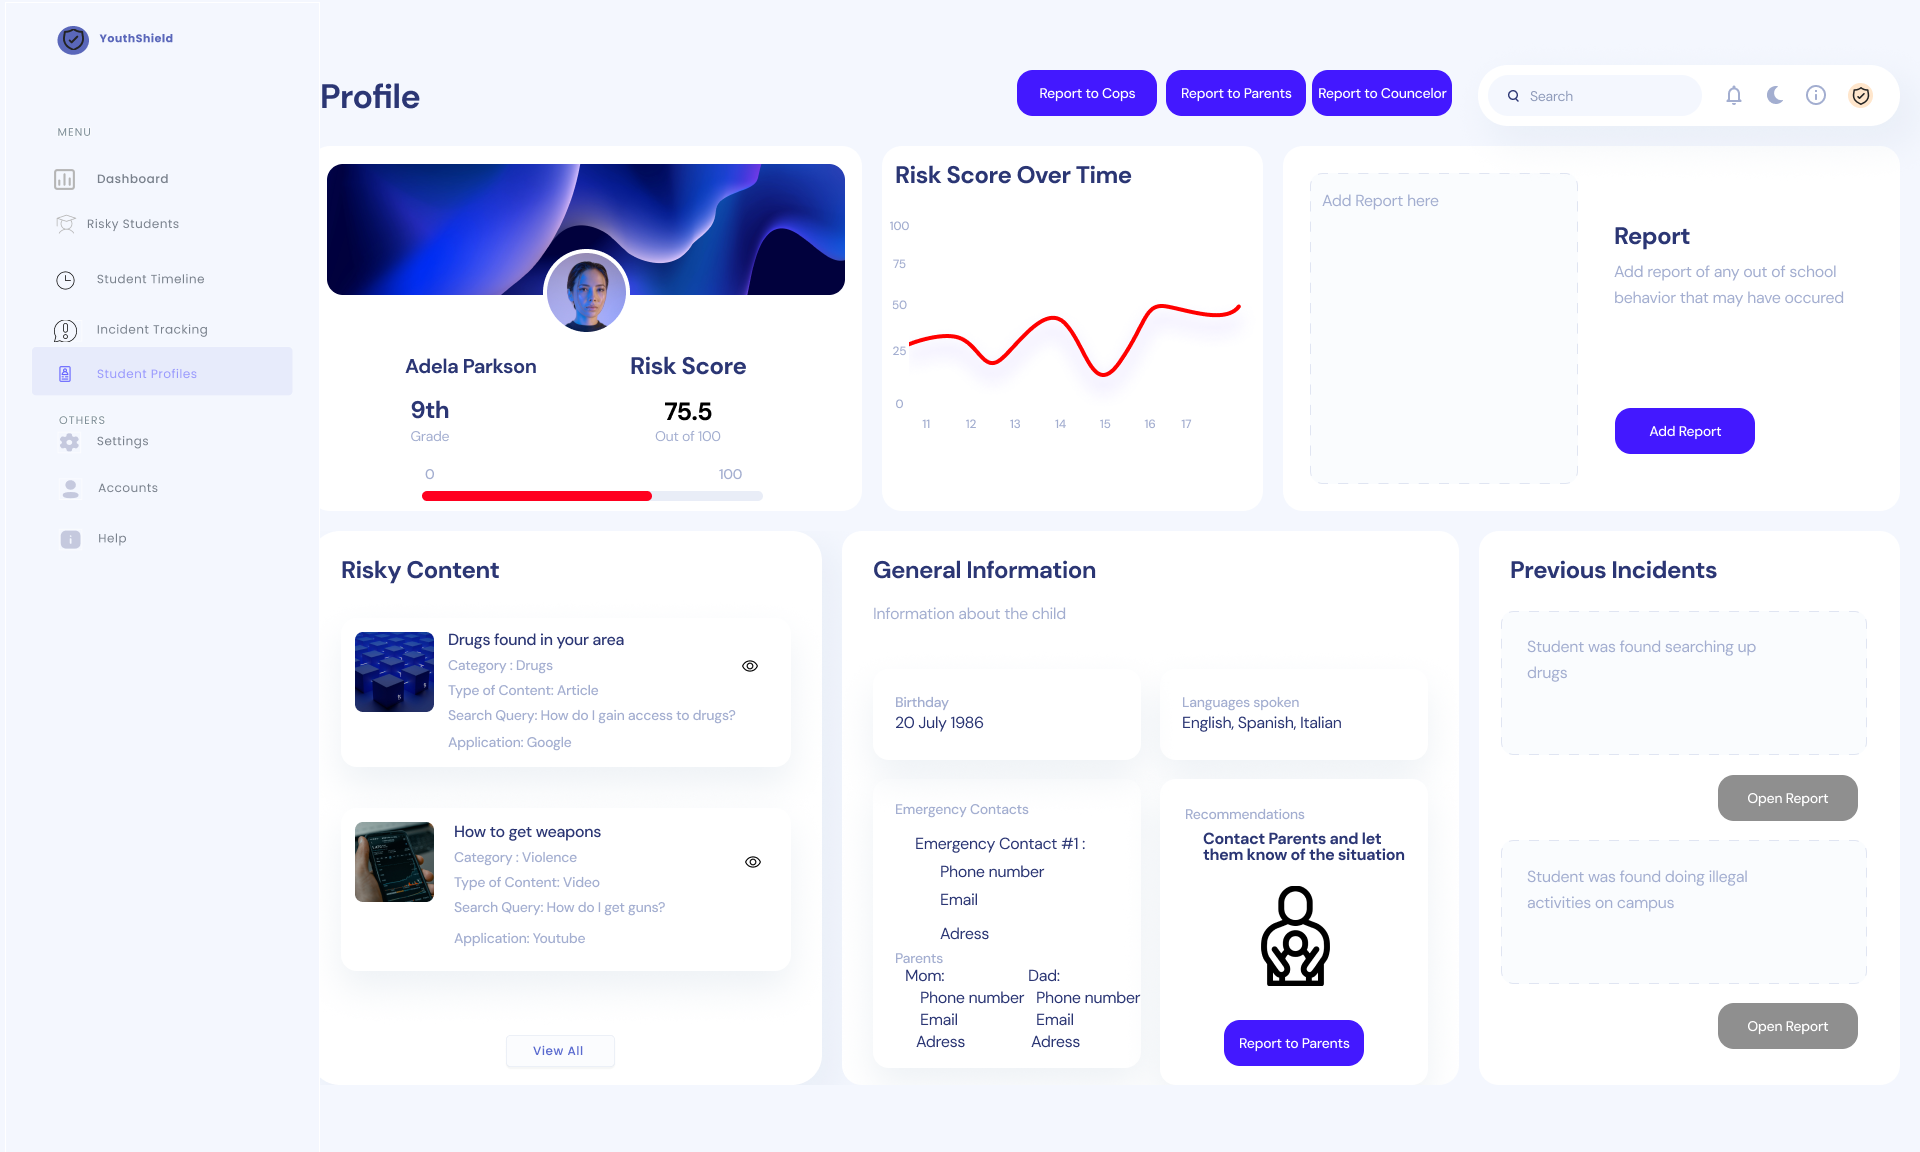 YouthShield
MENU
Dashboard
Risky Students
Student Timeline
Incident Tracking
Student Profiles
OTHERS
Settings
Accounts
Help
Profile
Report to Cops
Report to Parents
Report to Councelor
Search
Adela Parkson
9th
Grade
Risk Score
75.5
Out of 100
0
100
Risk Score Over Time
100
75
50
25
0
11
12
13
14
15
16
17
Add Report here
Report
Add report of any out of school
behavior that may have occured
Add Report
Risky Content
Drugs found in your area
Category : Drugs
Type of Content: Article
Search Query: How do I gain access to drugs?
Application: Google
How to get weapons
Category : Violence
Type of Content: Video
Search Query: How do I get guns?
Application: Youtube
View All
General Information
Information about the child
Birthday
20 July 1986
Languages spoken
English, Spanish, Italian
Emergency Contacts
Emergency Contact #1 :
Phone number
Email
Adress
Parents
Mom:
Phone number
Email
Adress
Dad:
Phone number
Email
Adress
Recommendations
Contact Parents and let
them know of the situation
Report to Parents
Previous Incidents
Student was found searching up
drugs
Open Report
Student was found doing illegal
activities on campus
Open Report